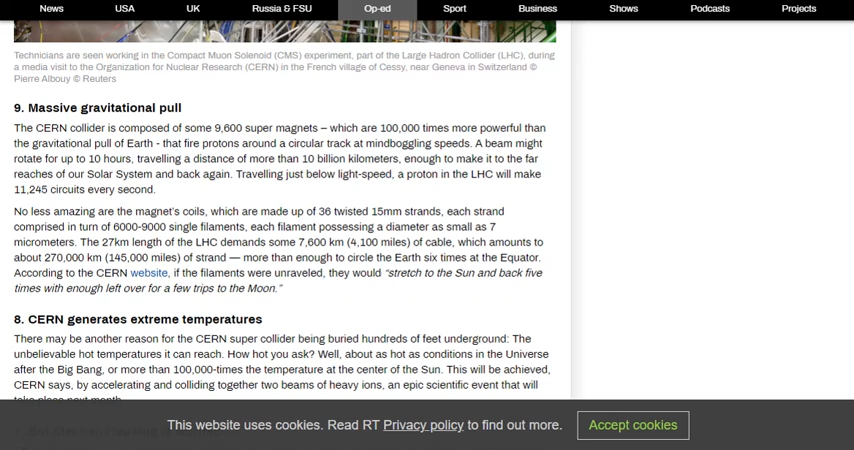 News USA UK Russia & FSU Op-ed Sport Business Shows Podcasts Projects
Technicians are seen working in the Compact Muon Solenoid (CMS) experiment, part of the Large Hadron Collider (LHC), during
a media visit to the Organization for Nuclear Research (CERN) in the French village of Cessy, near Geneva in Switzerland ©
Pierre Albouy © Reuters
9. Massive gravitational pull
The CERN collider is composed of some 9,600 super magnets – which are 100,000 times more powerful than
the gravitational pull of Earth - that fire protons around a circular track at mindboggling speeds. A beam might
rotate for up to 10 hours, travelling a distance of more than 10 billion kilometers, enough to make it to the far
reaches of our Solar System and back again. Travelling just below light-speed, a proton in the LHC will make
11,245 circuits every second.
No less amazing are the magnet's coils, which are made up of 36 twisted 15mm strands, each strand
comprised in turn of 6000-9000 single filaments, each filament possessing a diameter as small as 7
micrometers. The 27km length of the LHC demands some 7,600 km (4,100 miles) of cable, which amounts to
about 270,000 km (145,000 miles) of strand — more than enough to circle the Earth six times at the Equator.
According to the CERN website, if the filaments were unraveled, they would "stretch to the Sun and back five
times with enough left over for a few trips to the Moon."
8. CERN generates extreme temperatures
There may be another reason for the CERN super collider being buried hundreds of feet underground: The
unbelievable hot temperatures it can reach. How hot you ask? Well, about as hot as conditions in the Universe
after the Big Bang, or more than 100,000-times the temperature at the center of the Sun. This will be achieved,
CERN says, by accelerating and colliding together two beams of heavy ions, an epic scientific event that will
take place next month.
This website uses cookies. Read RT Privacy policy to find out more. Accept cookies